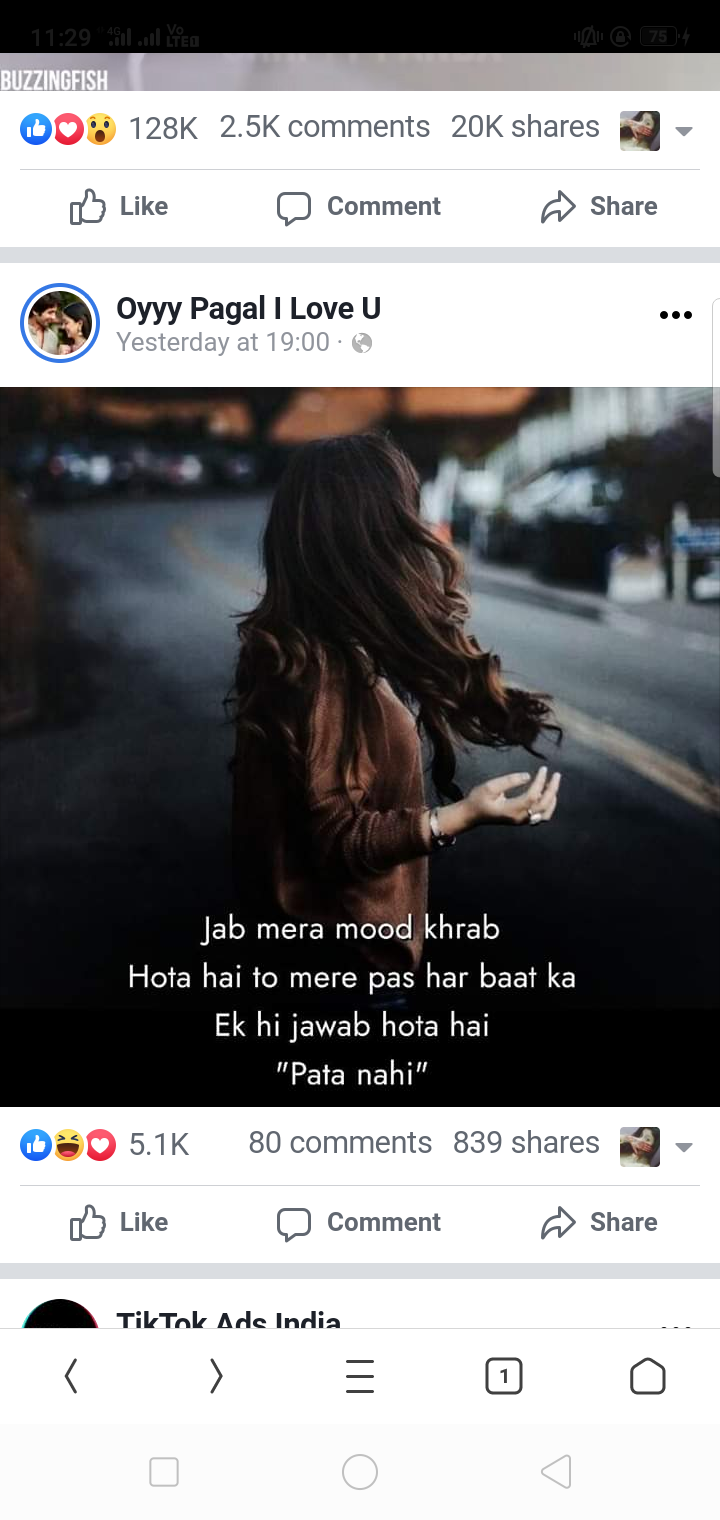 11:29 4G Vo LTE 75
BUZZINGFISH
128K 2.5K comments 20K shares
Like Comment Share
Oyyy Pagal I Love U
Yesterday at 19:00 ·
Jab mera mood khrab
Hota hai to mere pas har baat ka
Ek hi jawab hota hai
"Pata nahi"
5.1K 80 comments 839 shares
Like Comment Share
TikTok Ads India
1